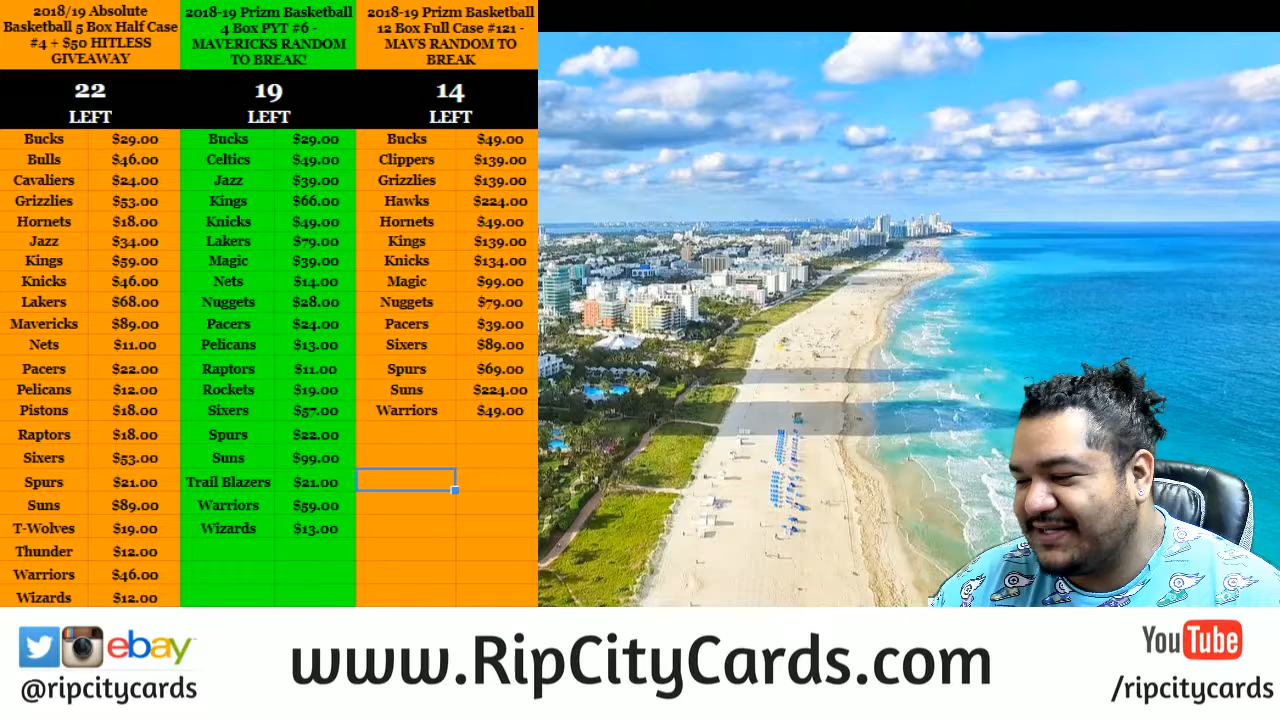 2018/19 Absolute
Basketball 5 Box Half Case
#4 + $50 HITLESS
GIVEAWAY
22
LEFT
Bucks $29.00
Bulls $46.00
Cavaliers $24.00
Grizzlies $53.00
Hornets $18.00
Jazz $34.00
Kings $59.00
Knicks $46.00
Lakers $68.00
Mavericks $89.00
Nets $11.00
Pacers $22.00
Pelicans $12.00
Pistons $18.00
Raptors $18.00
Sixers $53.00
Spurs $21.00
Suns $89.00
T-Wolves $19.00
Thunder $12.00
Warriors $46.00
Wizards $12.00
2018-19 Prizm Basketball
4 Box PYT #6 -
MAVERICKS RANDOM
TO BREAK!
19
LEFT
Bucks $29.00
Celtics $49.00
Jazz $39.00
Kings $66.00
Knicks $49.00
Lakers $79.00
Magic $39.00
Nets $14.00
Nuggets $28.00
Pacers $24.00
Pelicans $13.00
Raptors $11.00
Rockets $19.00
Sixers $57.00
Spurs $22.00
Suns $99.00
Trail Blazers $21.00
Warriors $59.00
Wizards $13.00
2018-19 Prizm Basketball
12 Box Full Case #121 -
MAVS RANDOM TO
BREAK
14
LEFT
Bucks $49.00
Clippers $139.00
Grizzlies $139.00
Hawks $224.00
Hornets $49.00
Kings $139.00
Knicks $134.00
Magic $99.00
Nuggets $79.00
Pacers $39.00
Sixers $89.00
Spurs $69.00
Suns $224.00
Warriors $49.00
ebay
@ripcitycards
www.RipCityCards.com
YouTube
/ripcitycards